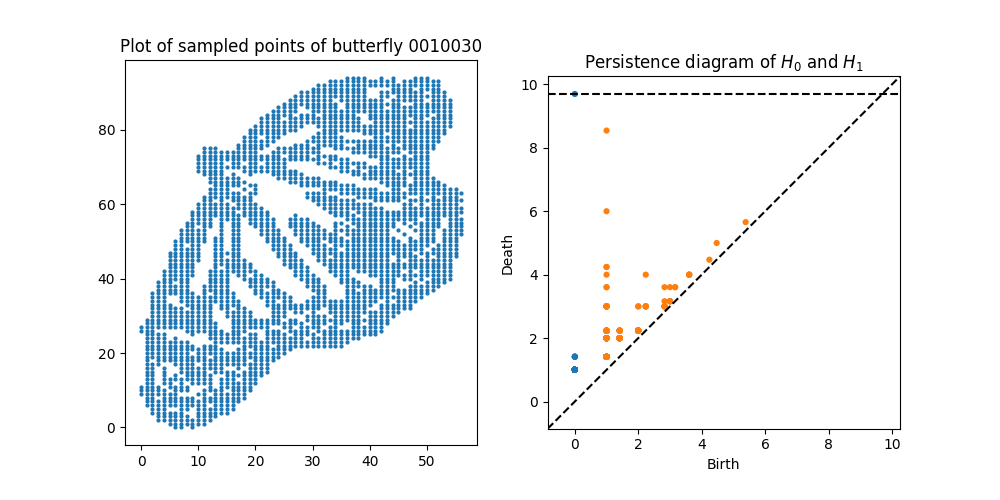 Plot of sampled points of butterfly 0010030
80
60
40
20
0
0 10 20 30 40 50
Persistence diagram of H₀ and H₁
10
8
6
4
2
0
Death
0 2 4 6 8 10
Birth